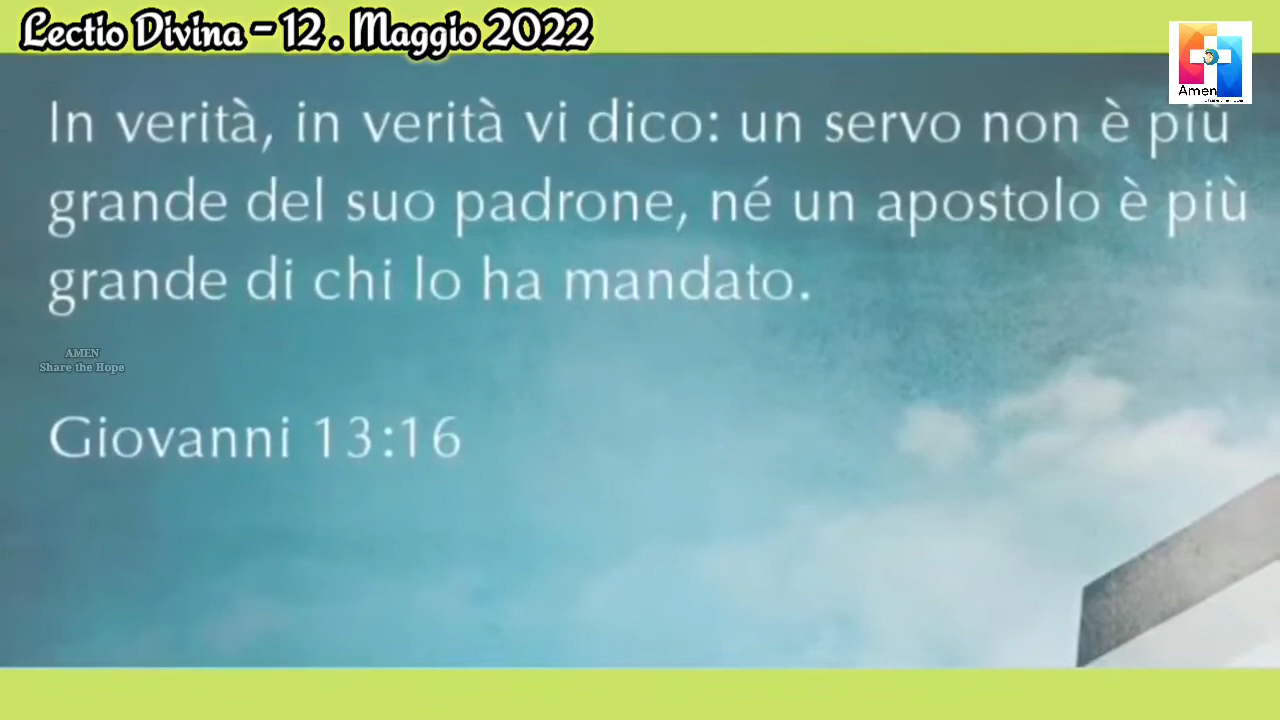 Lectio Divina - 12 . Maggio 2022
Amen
In verità, in verità vi dico: un servo non è più
grande del suo padrone, né un apostolo è più
grande di chi lo ha mandato.
AMEN
Share the Hope
Giovanni 13:16